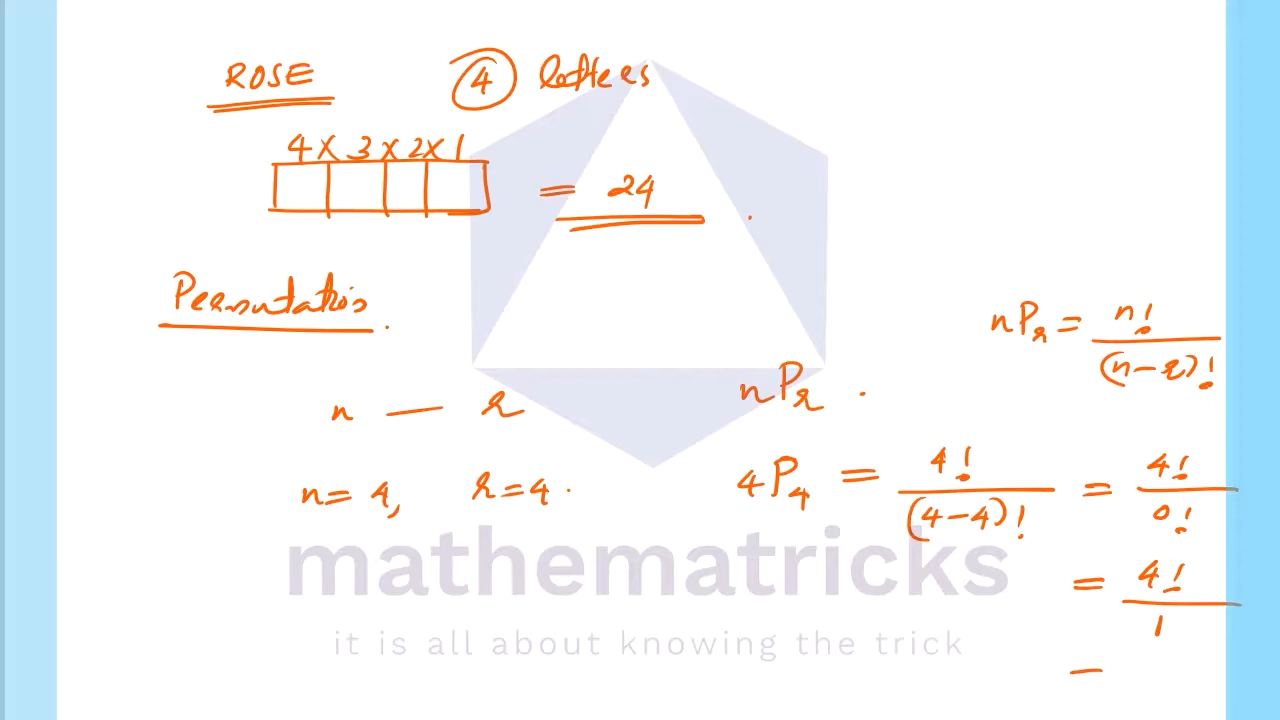 ROSE 4 letters
4 x 3 x 2 x 1
= 24
Permutation.
nPr = n! / (n-r)!
n — r nPr.
n = 4, r = 4. 4P4 = 4! / (4-4)! = 4! / 0!
= 4! / 1
=
mathematricks
it is all about knowing the trick